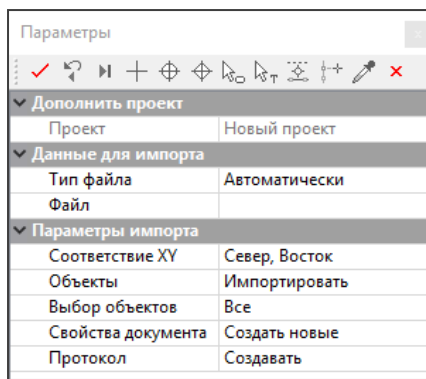 Параметры
Дополнить проект
Проект Новый проект
Данные для импорта
Тип файла Автоматически
Файл
Параметры импорта
Соответствие XY Север, Восток
Объекты Импортировать
Выбор объектов Все
Свойства документа Создать новые
Протокол Создавать